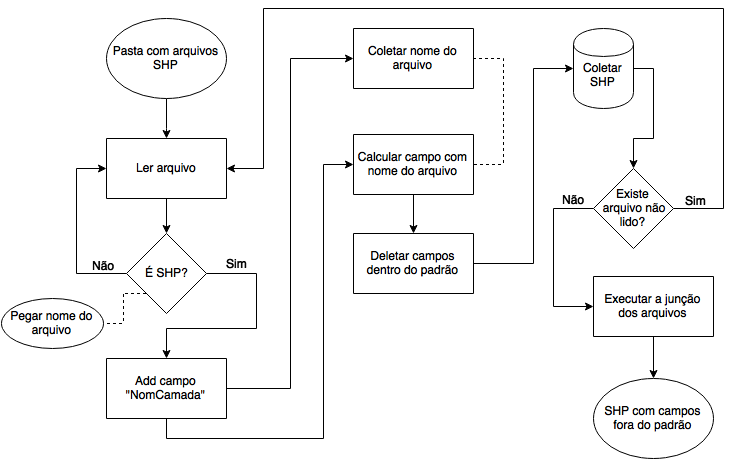 Pasta com arquivos
SHP
Ler arquivo
É SHP?
Não
Sim
Pegar nome do
arquivo
Add campo
"NomCamada"
Coletar nome do
arquivo
Calcular campo com
nome do arquivo
Deletar campos
dentro do padrão
Coletar
SHP
Existe
arquivo não
lido?
Não
Sim
Executar a junção
dos arquivos
SHP com campos
fora do padrão